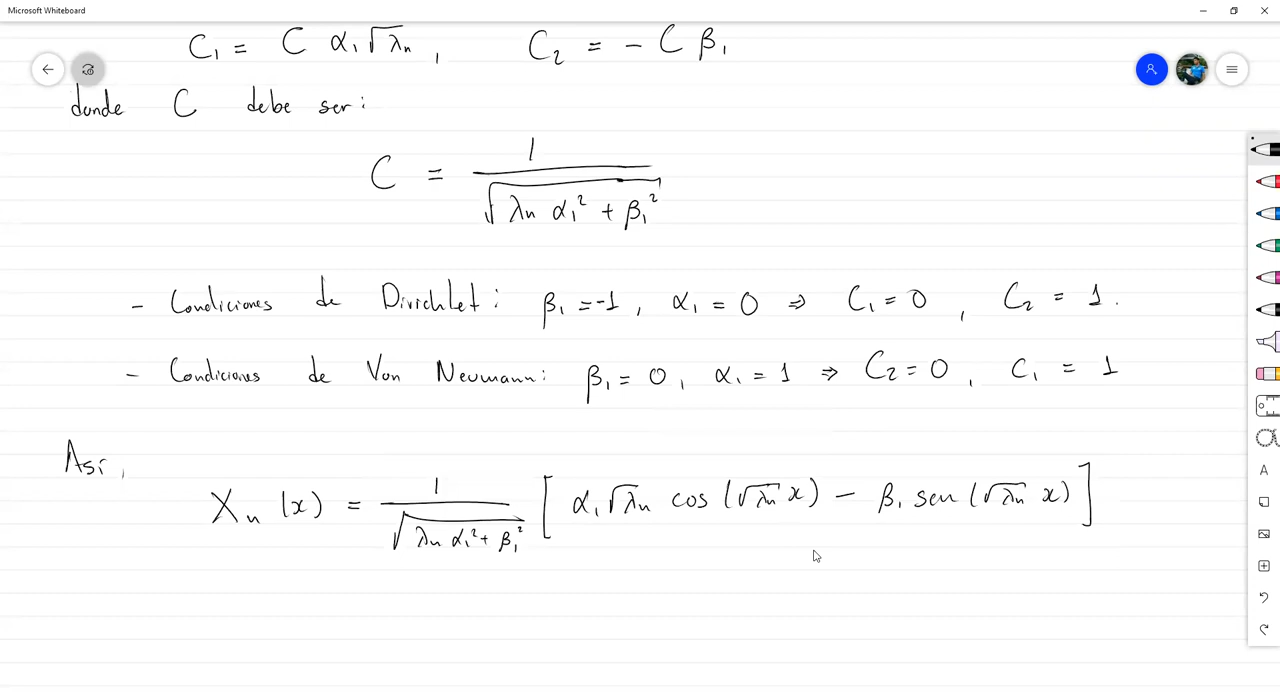 Microsoft Whiteboard
C₁ = C α₁√λₙ , C₂ = - C β₁
donde C debe ser:
C = 1 / √(λₙ α₁² + β₁²)
- Condiciones de Dirichlet: β₁ = -1, α₁ = 0 ⇒ C₁ = 0 , C₂ = 1.
- Condiciones de Von Neumann: β₁ = 0, α₁ = 1 ⇒ C₂ = 0 , C₁ = 1
Así,
Xₙ(x) = 1 / √(λₙ α₁² + β₁²) [ α₁√λₙ cos(√λₙ x) - β₁ sen(√λₙ x) ]
A